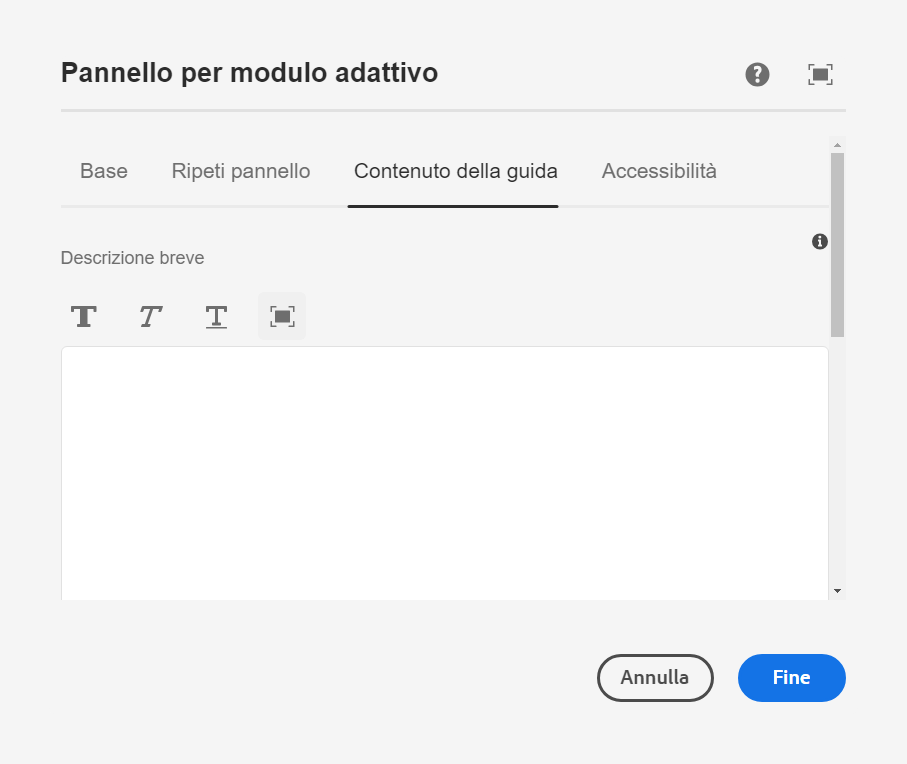 Pannello per modulo adattivo
Base Ripeti pannello Contenuto della guida Accessibilità
Descrizione breve
T T T
Annulla Fine